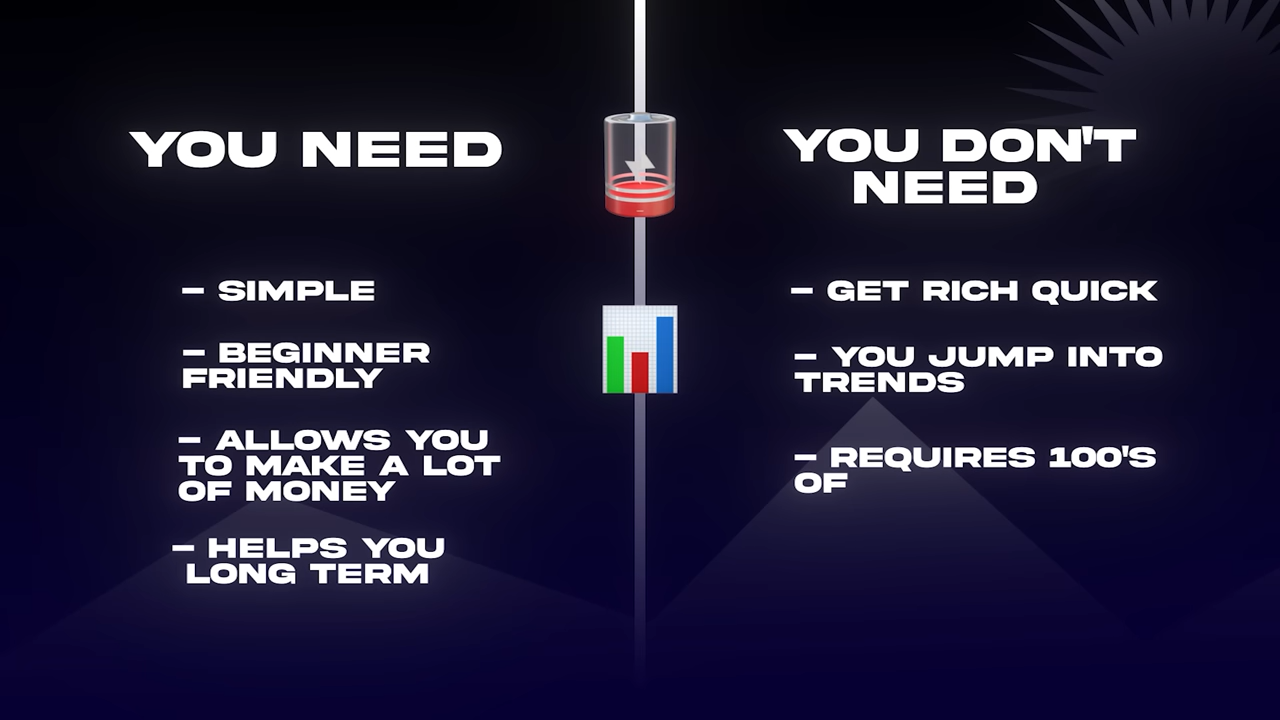 YOU NEED
– SIMPLE
– BEGINNER
FRIENDLY
– ALLOWS YOU
TO MAKE A LOT
OF MONEY
– HELPS YOU
LONG TERM
YOU DON'T
NEED
– GET RICH QUICK
– YOU JUMP INTO
TRENDS
– REQUIRES 100'S
OF